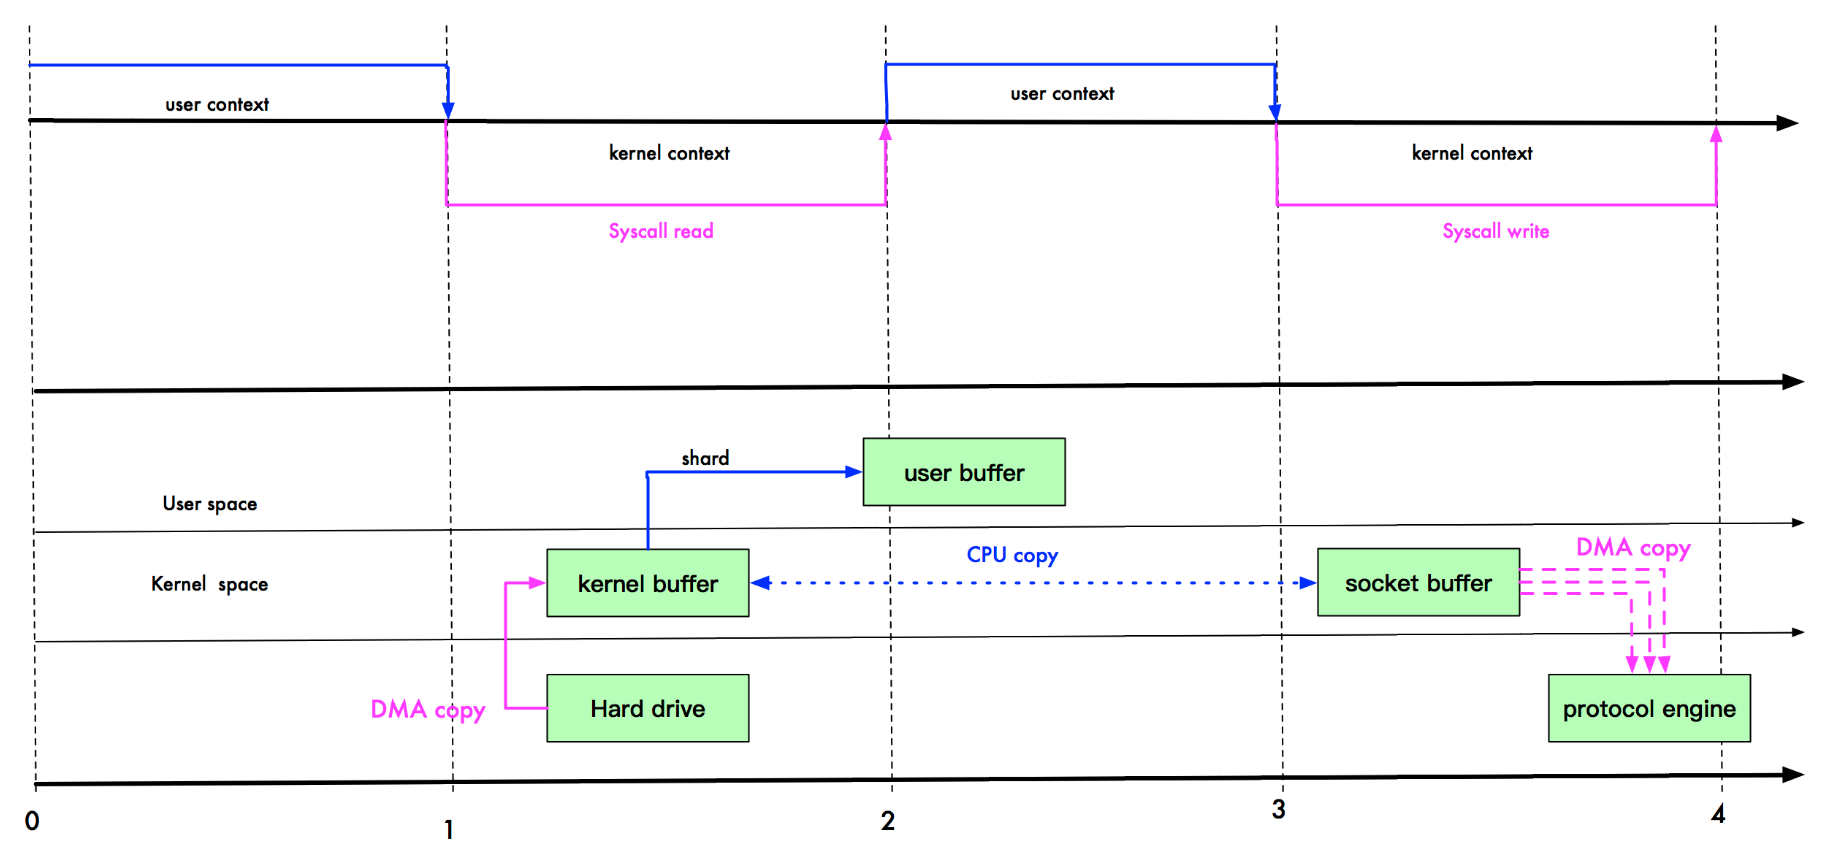 user context
user context
kernel context
kernel context
Syscall read
Syscall write
shard
user buffer
User space
CPU copy
DMA copy
Kernel space
kernel buffer
socket buffer
DMA copy
Hard drive
protocol engine
0
1
2
3
4